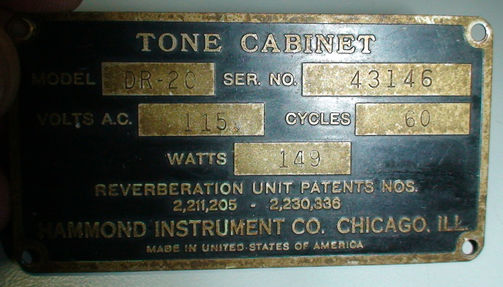 TONE CABINET
MODEL DR-20 SER. NO. 43146
VOLTS A.C. 115. CYCLES 60
WATTS 149
REVERBERATION UNIT PATENTS NOS.
2,211,205 - 2,230,336
HAMMOND INSTRUMENT CO. CHICAGO, ILL.
MADE IN UNITED STATES OF AMERICA